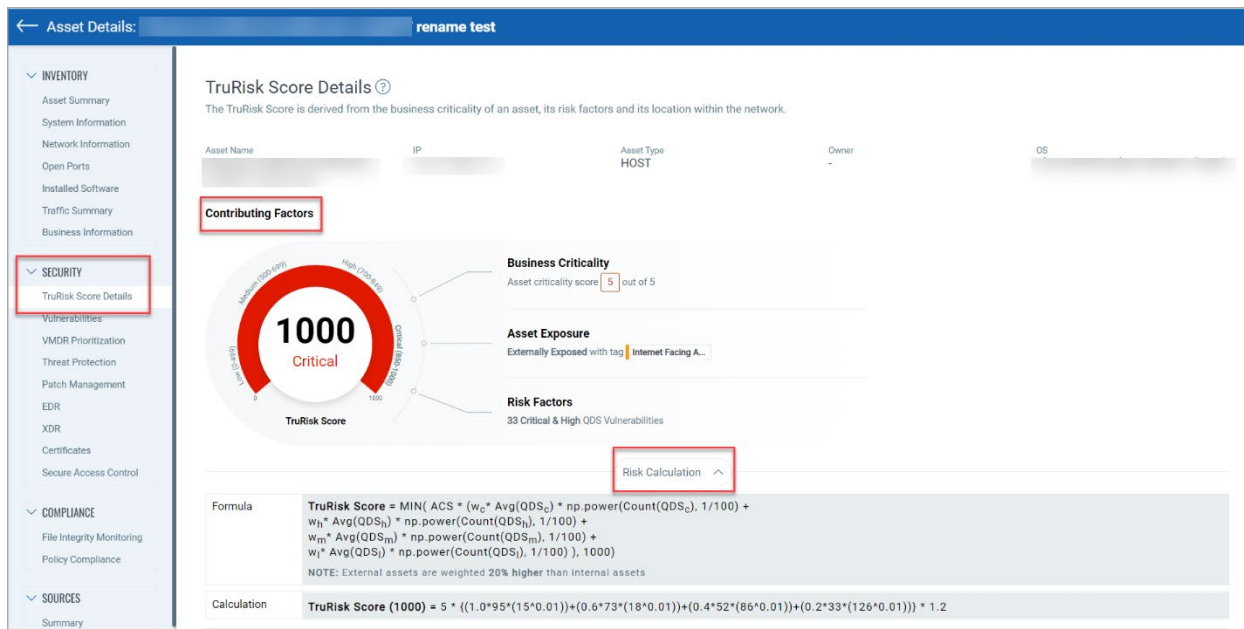 ← Asset Details: rename test
INVENTORY
Asset Summary
System Information
Network Information
Open Ports
Installed Software
Traffic Summary
Business Information
SECURITY
TruRisk Score Details
Vulnerabilities
VMDR Prioritization
Threat Protection
Patch Management
EDR
XDR
Certificates
Secure Access Control
COMPLIANCE
File Integrity Monitoring
Policy Compliance
SOURCES
Summary
TruRisk Score Details ?
The TruRisk Score is derived from the business criticality of an asset, its risk factors and its location within the network.
Asset Name IP Asset Type Owner OS
HOST -
Contributing Factors
Low (0-499)
Medium (500-699)
High (700-849)
Critical (850-1000)
1000
Critical
0 1000
TruRisk Score
Business Criticality
Asset criticality score 5 out of 5
Asset Exposure
Externally Exposed with tag Internet Facing A...
Risk Factors
33 Critical & High QDS Vulnerabilities
Risk Calculation
Formula
TruRisk Score = MIN( ACS * (wc* Avg(QDSc) * np.power(Count(QDSc), 1/100) +
wh* Avg(QDSh) * np.power(Count(QDSh), 1/100) +
wm* Avg(QDSm) * np.power(Count(QDSm), 1/100) +
wl* Avg(QDSl) * np.power(Count(QDSl), 1/100) ), 1000)
NOTE: External assets are weighted 20% higher than internal assets
Calculation
TruRisk Score (1000) = 5 * {(1.0*95*(15^0.01))+(0.6*73*(18^0.01))+(0.4*52*(86^0.01))+(0.2*33*(126^0.01))} * 1.2